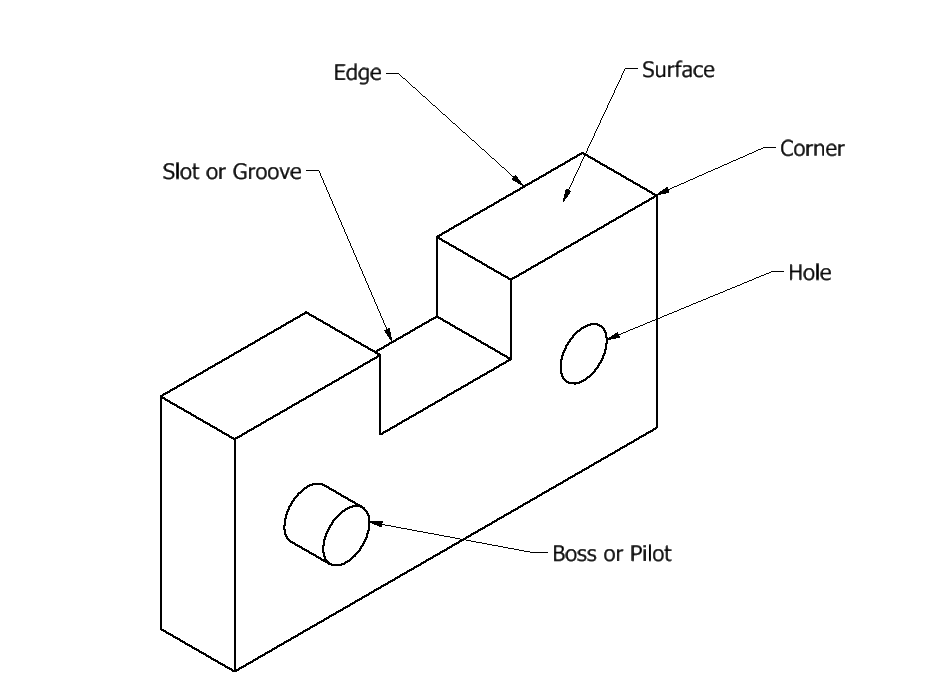 Edge
Surface
Corner
Slot or Groove
Hole
Boss or Pilot